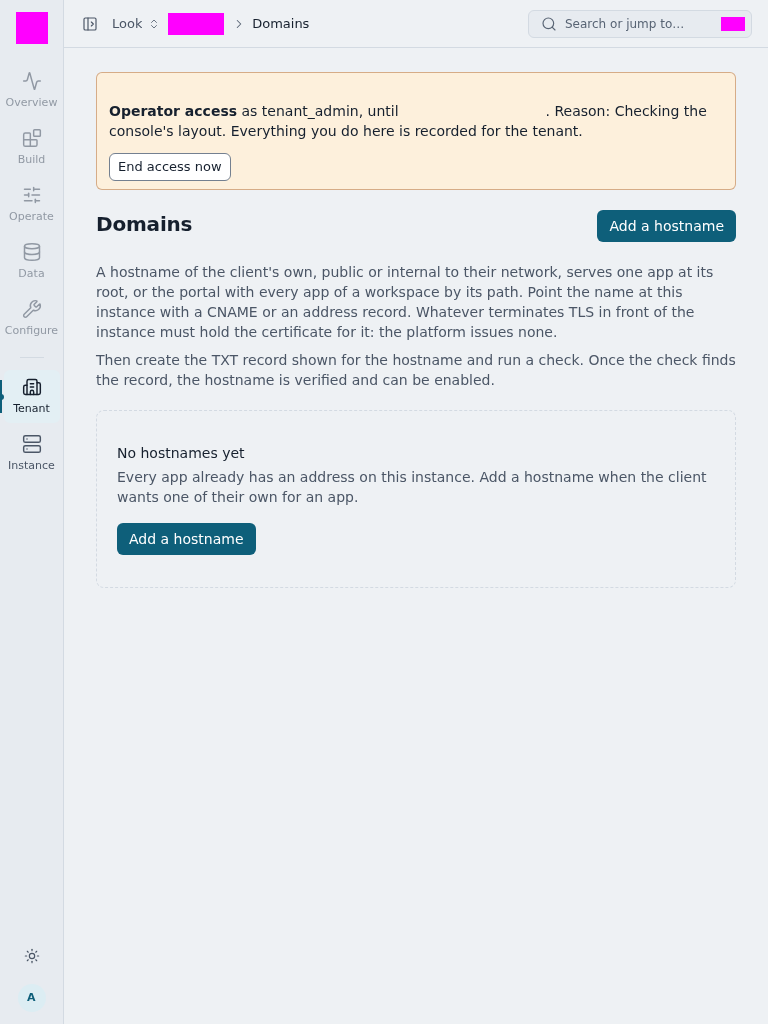 Look
Domains
Search or jump to…
Overview
Build
Operate
Data
Configure
Tenant
Instance
A
Operator access as tenant_admin, until . Reason: Checking the
console's layout. Everything you do here is recorded for the tenant.
End access now
Domains
Add a hostname
A hostname of the client's own, public or internal to their network, serves one app at its
root, or the portal with every app of a workspace by its path. Point the name at this
instance with a CNAME or an address record. Whatever terminates TLS in front of the
instance must hold the certificate for it: the platform issues none.
Then create the TXT record shown for the hostname and run a check. Once the check finds
the record, the hostname is verified and can be enabled.
No hostnames yet
Every app already has an address on this instance. Add a hostname when the client
wants one of their own for an app.
Add a hostname